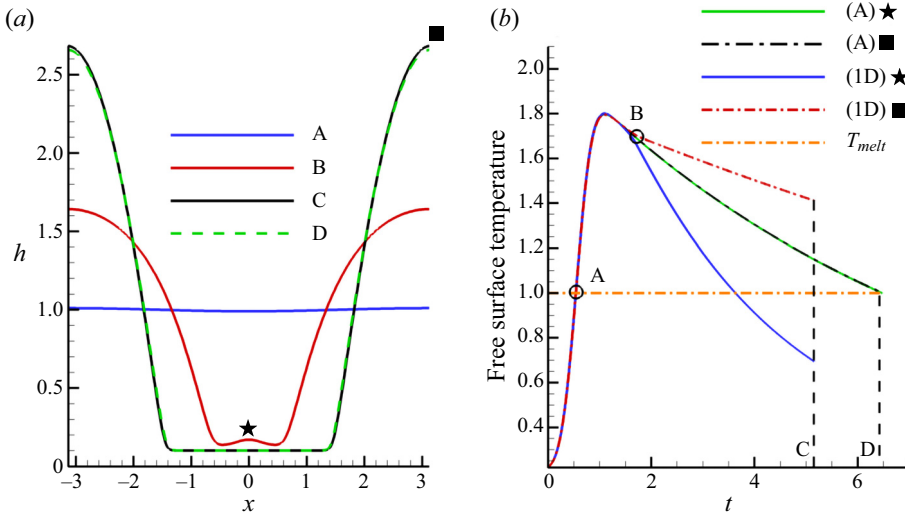 (a)
2.5
2.0
1.5
1.0
0.5
h
A
B
C
D
★
■
–3 –2 –1 0 1 2 3
x
(b)
(A) ★
(A) ■
(1D) ★
(1D) ■
T_melt
2.0
1.8
1.6
1.4
1.2
1.0
0.8
0.6
0.4
Free surface temperature
B
A
C
D
0 2 4 6
t